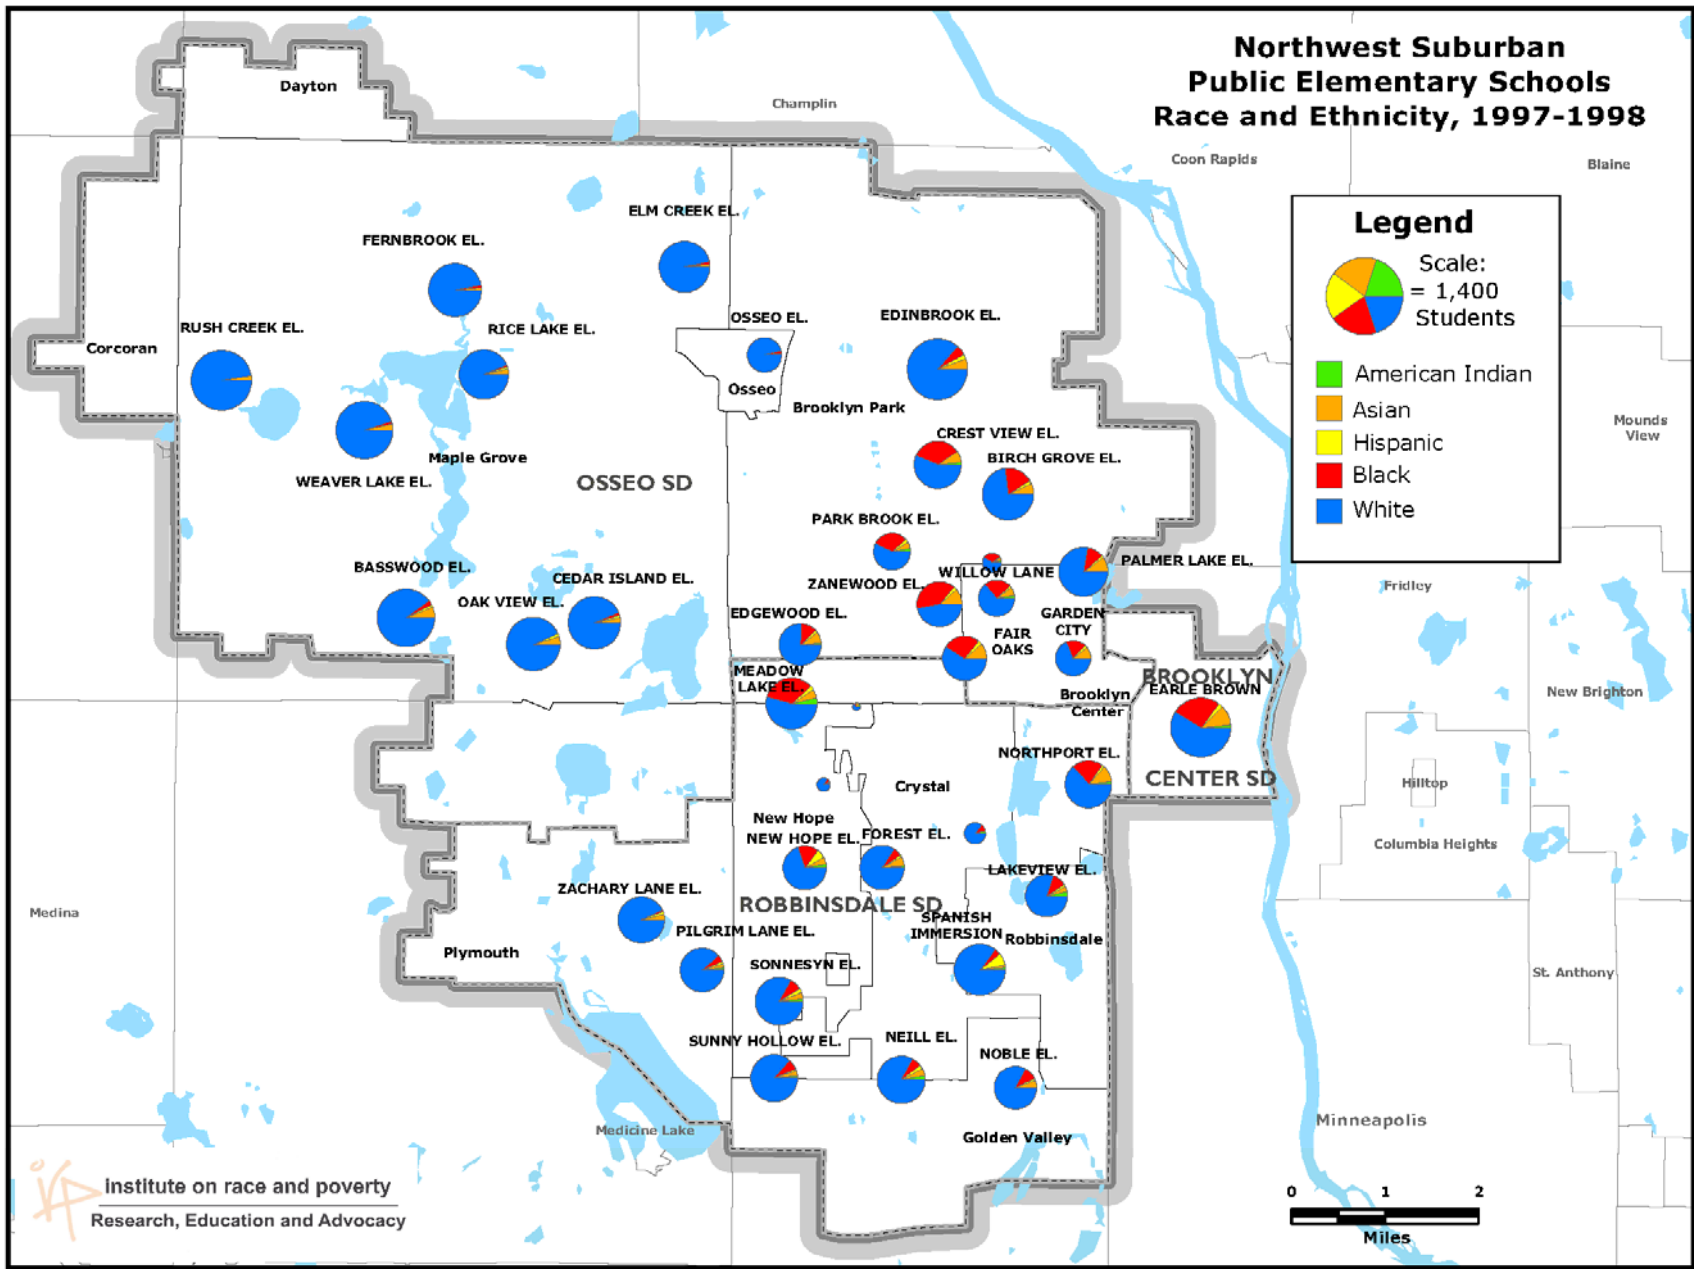 Northwest Suburban
Public Elementary Schools
Race and Ethnicity, 1997-1998
Dayton
Champlin
Coon Rapids
Blaine
Legend
Scale:
= 1,400
Students
American Indian
Asian
Hispanic
Black
White
ELM CREEK EL.
FERNBROOK EL.
RUSH CREEK EL.
RICE LAKE EL.
OSSEO EL.
EDINBROOK EL.
Corcoran
Osseo
Brooklyn Park
Mounds
View
CREST VIEW EL.
BIRCH GROVE EL.
Maple Grove
WEAVER LAKE EL.
OSSEO SD
PARK BROOK EL.
PALMER LAKE EL.
BASSWOOD EL.
CEDAR ISLAND EL.
ZANEWOOD EL.
WILLOW LANE
Fridley
OAK VIEW EL.
EDGEWOOD EL.
GARDEN
CITY
FAIR
OAKS
MEADOW
LAKE EL.
BROOKLYN
EARLE BROWN
Brooklyn
Center
New Brighton
NORTHPORT EL.
CENTER SD
Crystal
Hilltop
New Hope
NEW HOPE EL.
FOREST EL.
Columbia Heights
LAKEVIEW EL.
ZACHARY LANE EL.
ROBBINSDALE SD
Medina
SPANISH
IMMERSION
PILGRIM LANE EL.
Robbinsdale
Plymouth
SONNESYN EL.
St. Anthony
SUNNY HOLLOW EL.
NEILL EL.
NOBLE EL.
Medicine Lake
Golden Valley
Minneapolis
institute on race and poverty
Research, Education and Advocacy
0 1 2
Miles